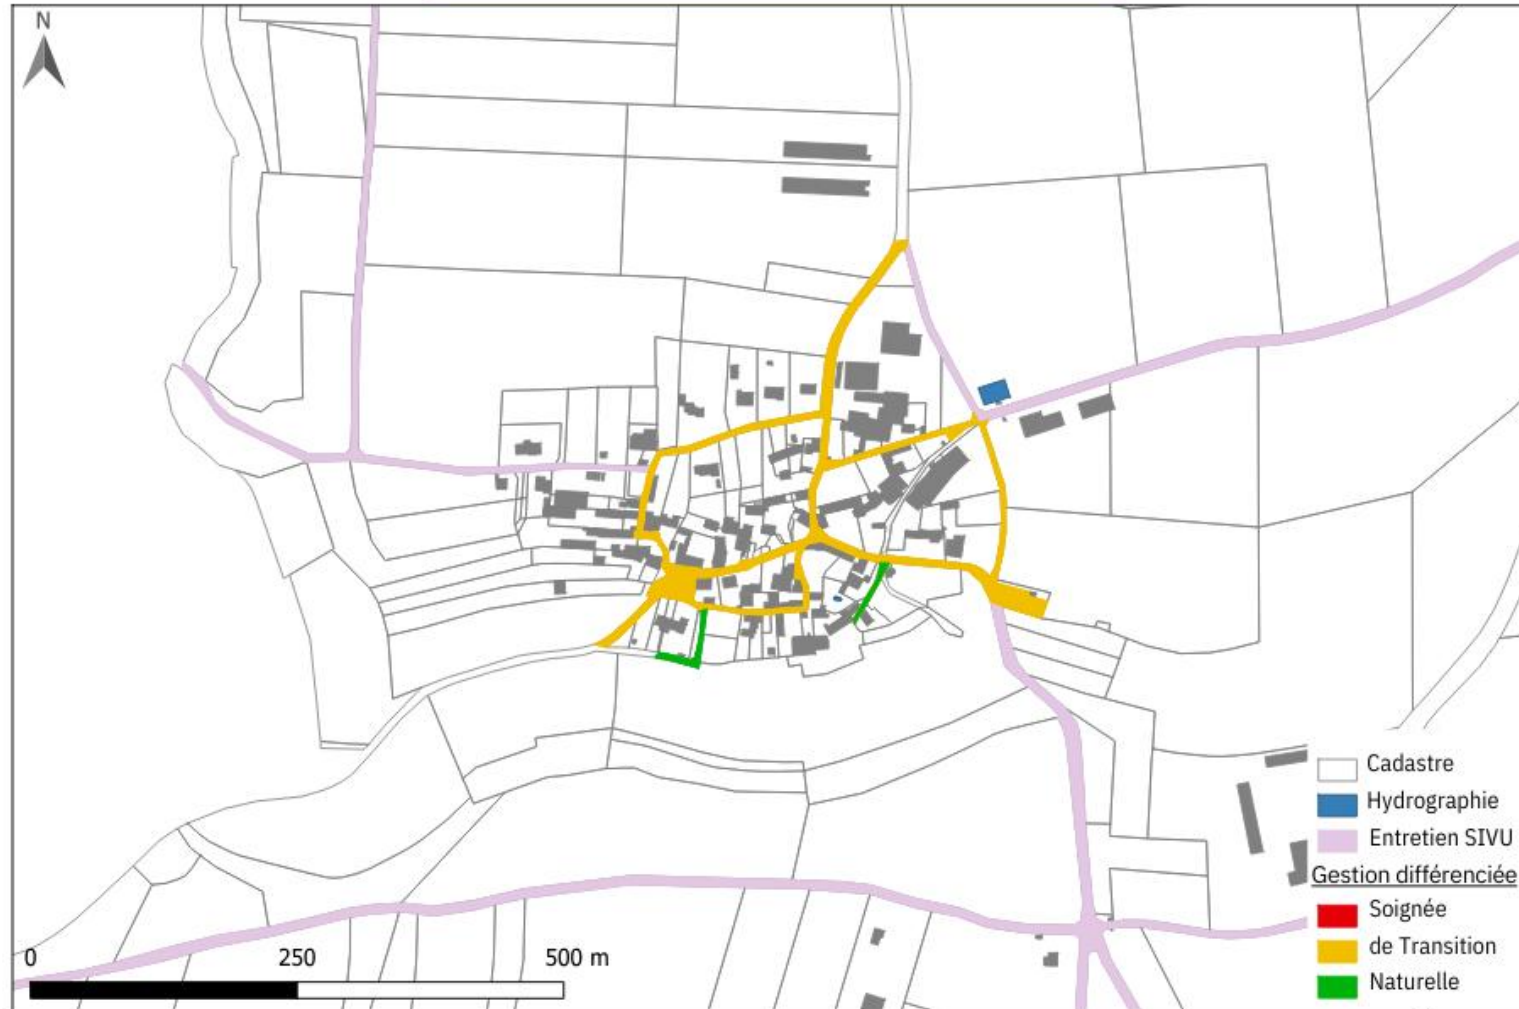 N
Cadastre
Hydrographie
Entretien SIVU
Gestion différenciée
Soignée
de Transition
Naturelle
0 250 500 m